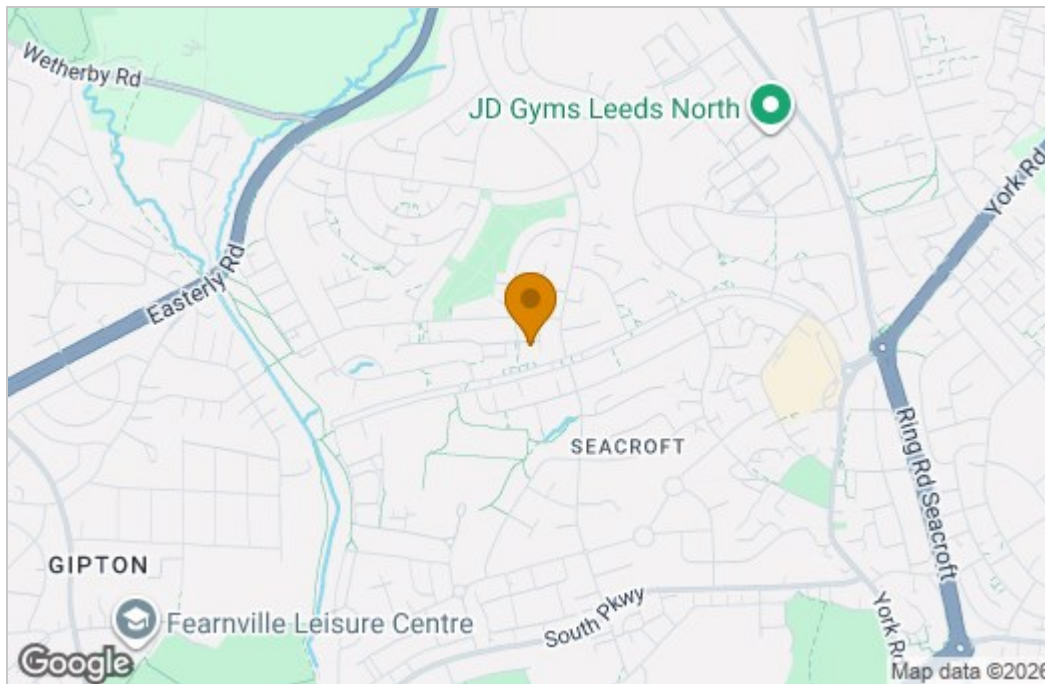 Wetherby Rd
JD Gyms Leeds North
York Rd
Easterly Rd
SEACROFT
Ring Rd Seacroft
GIPTON
Fearnville Leisure Centre
South Pkwy
York R
Google
Map data ©2026